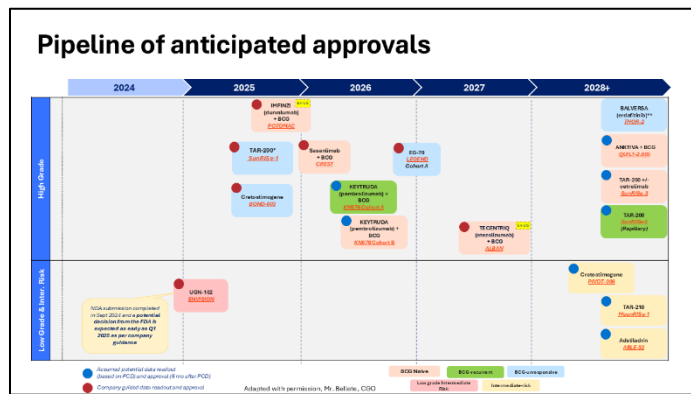 Pipeline of anticipated approvals
2024
2025
2026
2027
2028+
High Grade
IMFINZI
(durvalumab)
+ BCG
POTOMAC
TAR-200*
SunRISe-1
Cretostimogene
BOND-003
Sasanlimab +
BCG
CREST
KEYTRUDA
(pembrolizumab) +
BCG
KN676Cohort A
KEYTRUDA
(pembrolizumab) + BCG
KN676Cohort B
EG-70
LEGEND
Cohort A
TECENTRIQ
(atezolizumab)
+ BCG
ALBAN
BALVERSA
(erdafitinib)**
THOR-2
ANKTIVA + BCG
QUILT-2.005
TAR-200 +/-
cetrelimab
SunRISe-3
TAR-200
(Papillary)
Low Grade & Inter. Risk
UGN-102
ENVISION
NDA submission completed
in Sept 2024 and a potential
decision from the FDA is
expected as early as Q1
2025 as per company
guidance
Cretostimogene
PIVOT-006
TAR-210
MoonRISe-1
Adstiladrin
ABLE-32
Assumed potential data readout
(based on PCD) and approval (6 mo after PCD)
Company guided data readout and approval
Adapted with permission, Mr. Bellate, CGO
BCG Naive
BCG-recurrent
BCG-unresponsive
Low grade Intermediate
Risk
Intermediate-risk